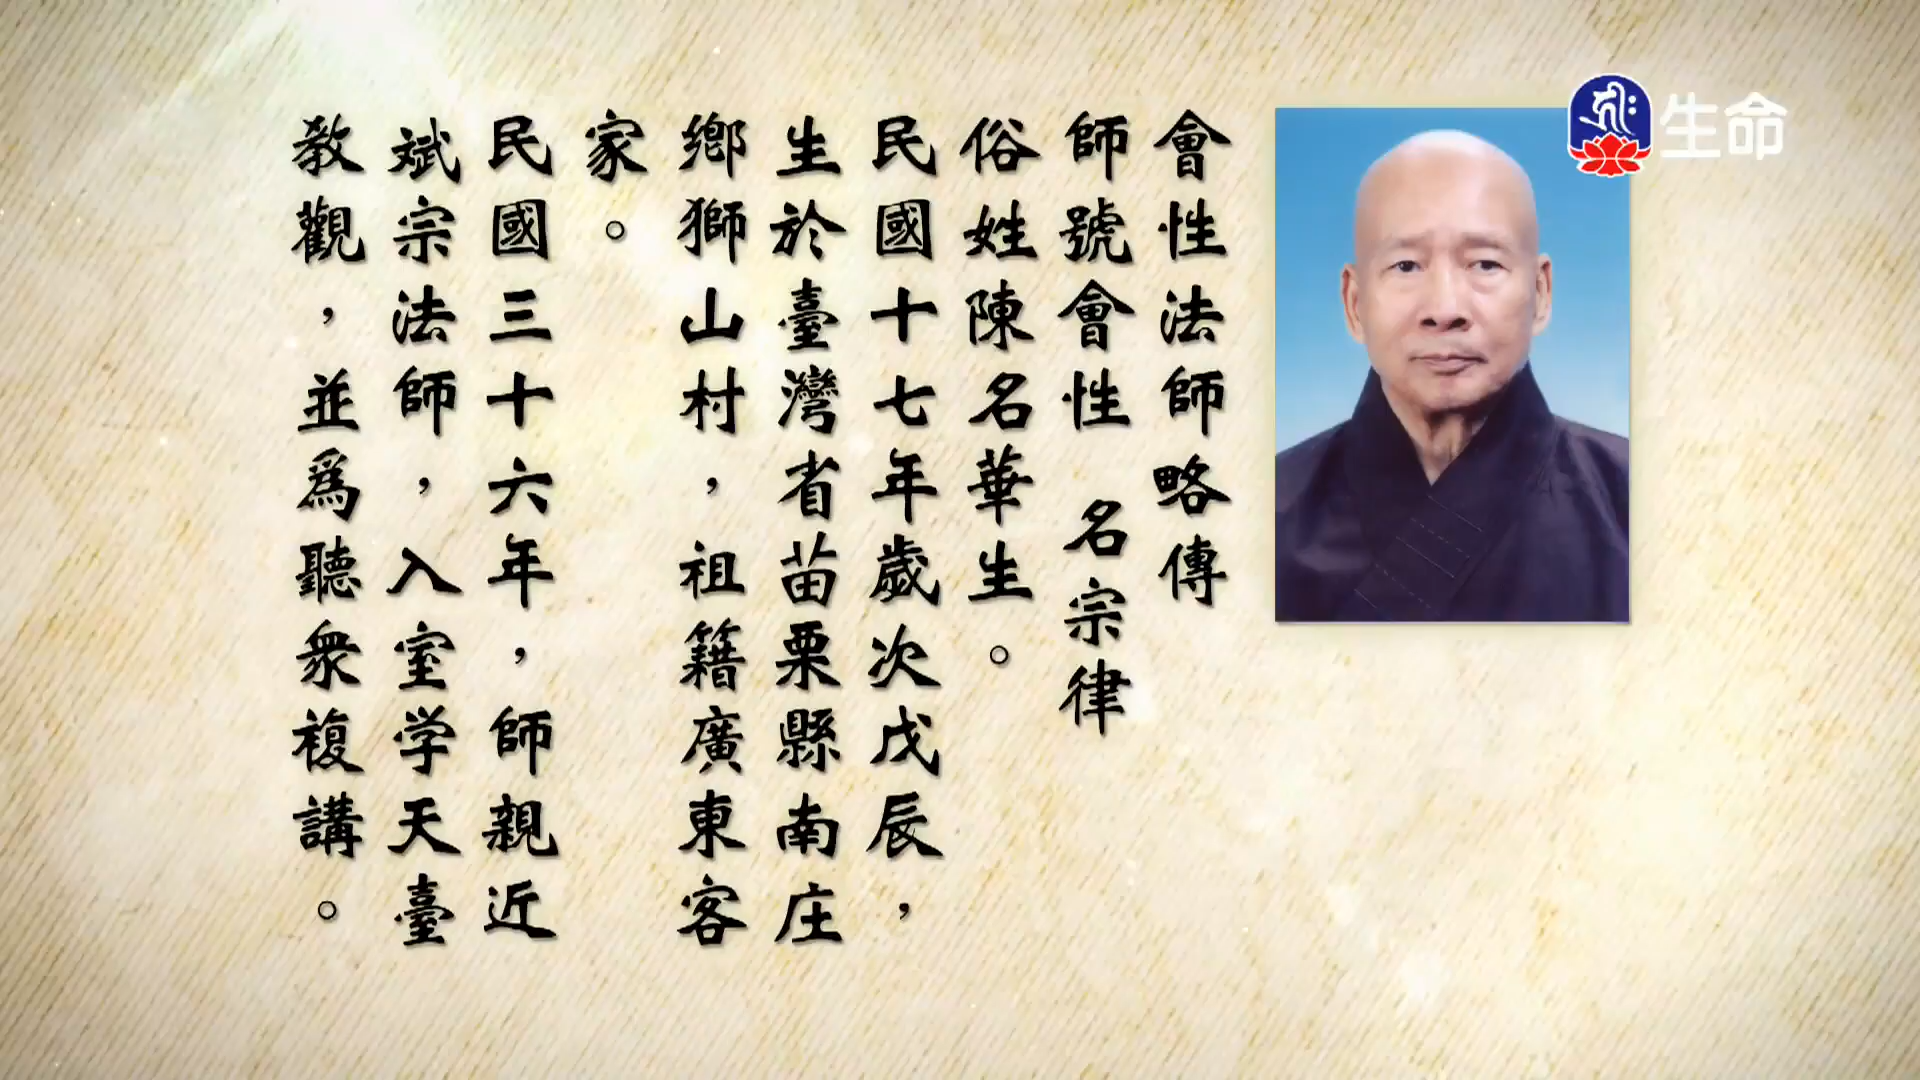 會性法師略傳
師號會性 名宗律
俗姓陳名華生。
民國十七年歲次戊辰，
生於臺灣省苗栗縣南庄
鄉獅山村，祖籍廣東客
家。
民國三十六年，師親近
斌宗法師，入室学天臺
教觀，並爲聽衆複講。
生命